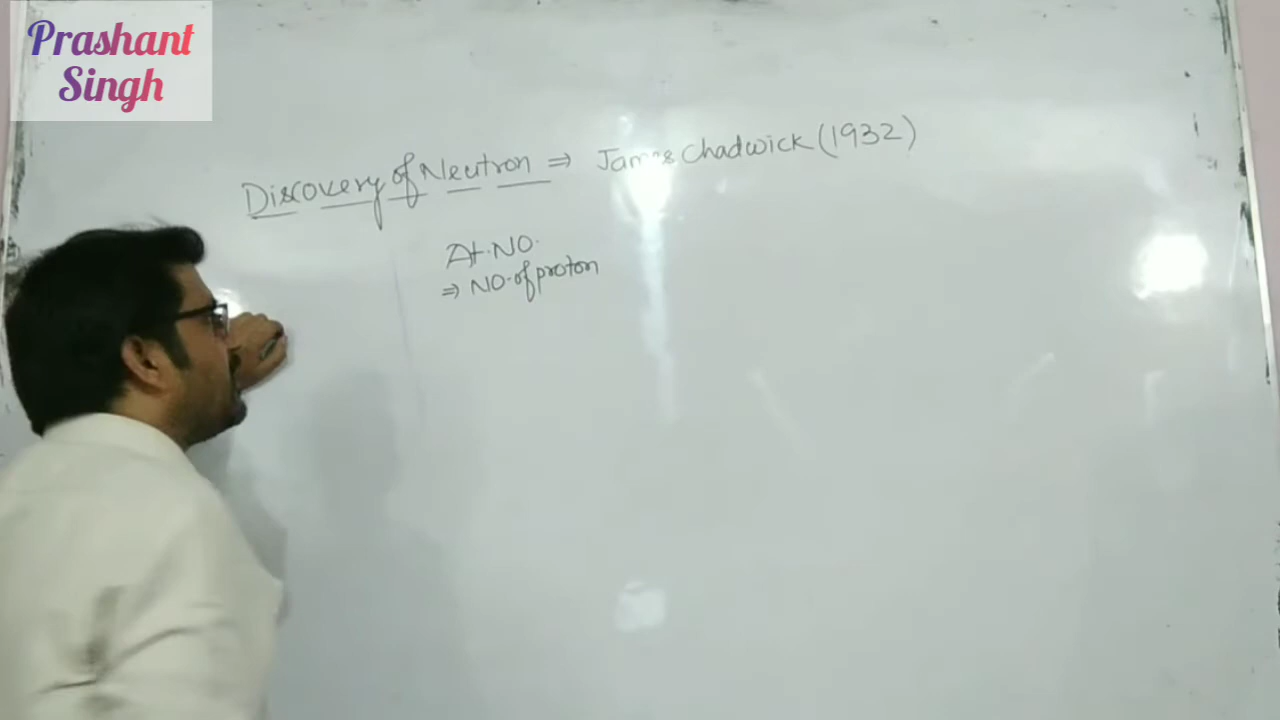 Prashant
Singh
Discovery of Neutron ⇒ James Chadwick (1932)
At. NO.
⇒ NO. of proton